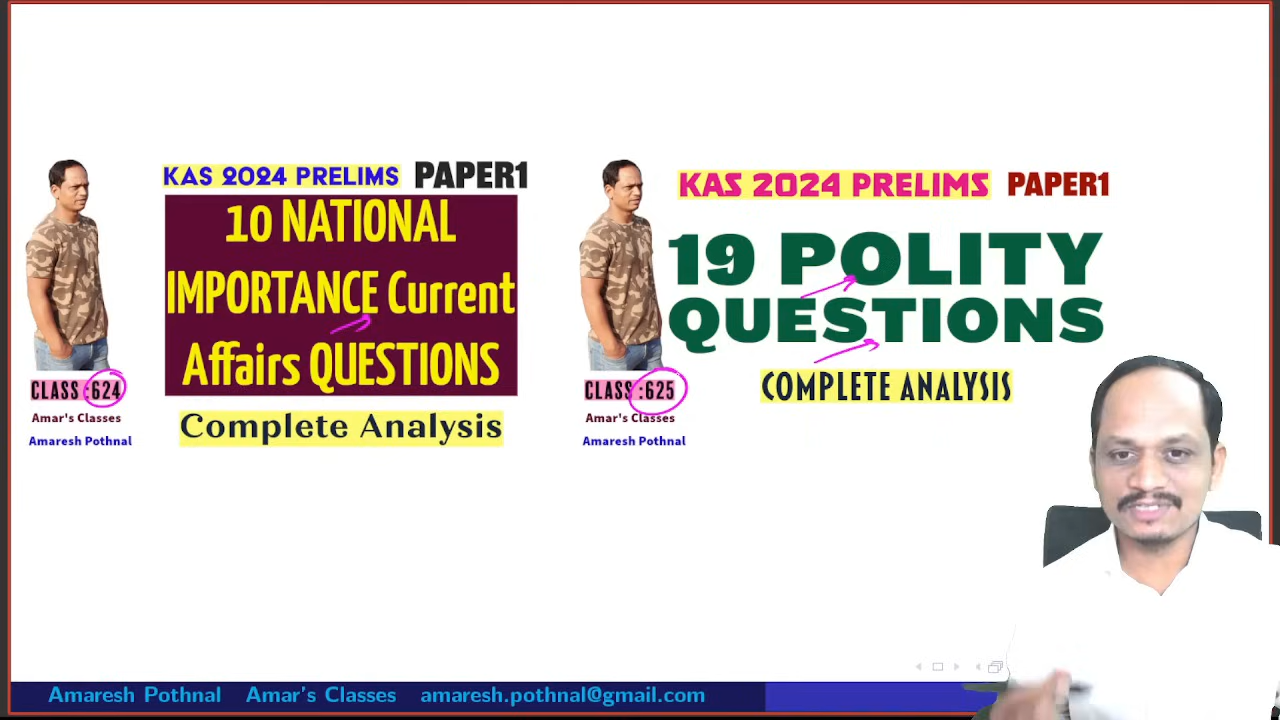 KAS 2024 PRELIMS PAPER1
10 NATIONAL
IMPORTANCE Current
Affairs QUESTIONS
CLASS :624
Amar's Classes
Amaresh Pothnal
Complete Analysis
KAS 2024 PRELIMS PAPER1
19 POLITY
QUESTIONS
CLASS :625
COMPLETE ANALYSIS
Amar's Classes
Amaresh Pothnal
Amaresh Pothnal Amar's Classes amaresh.pothnal@gmail.com